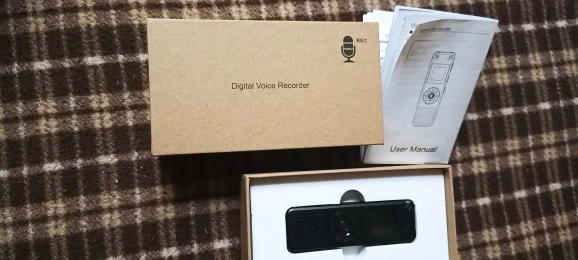 REC
Digital Voice Recorder
User Manual